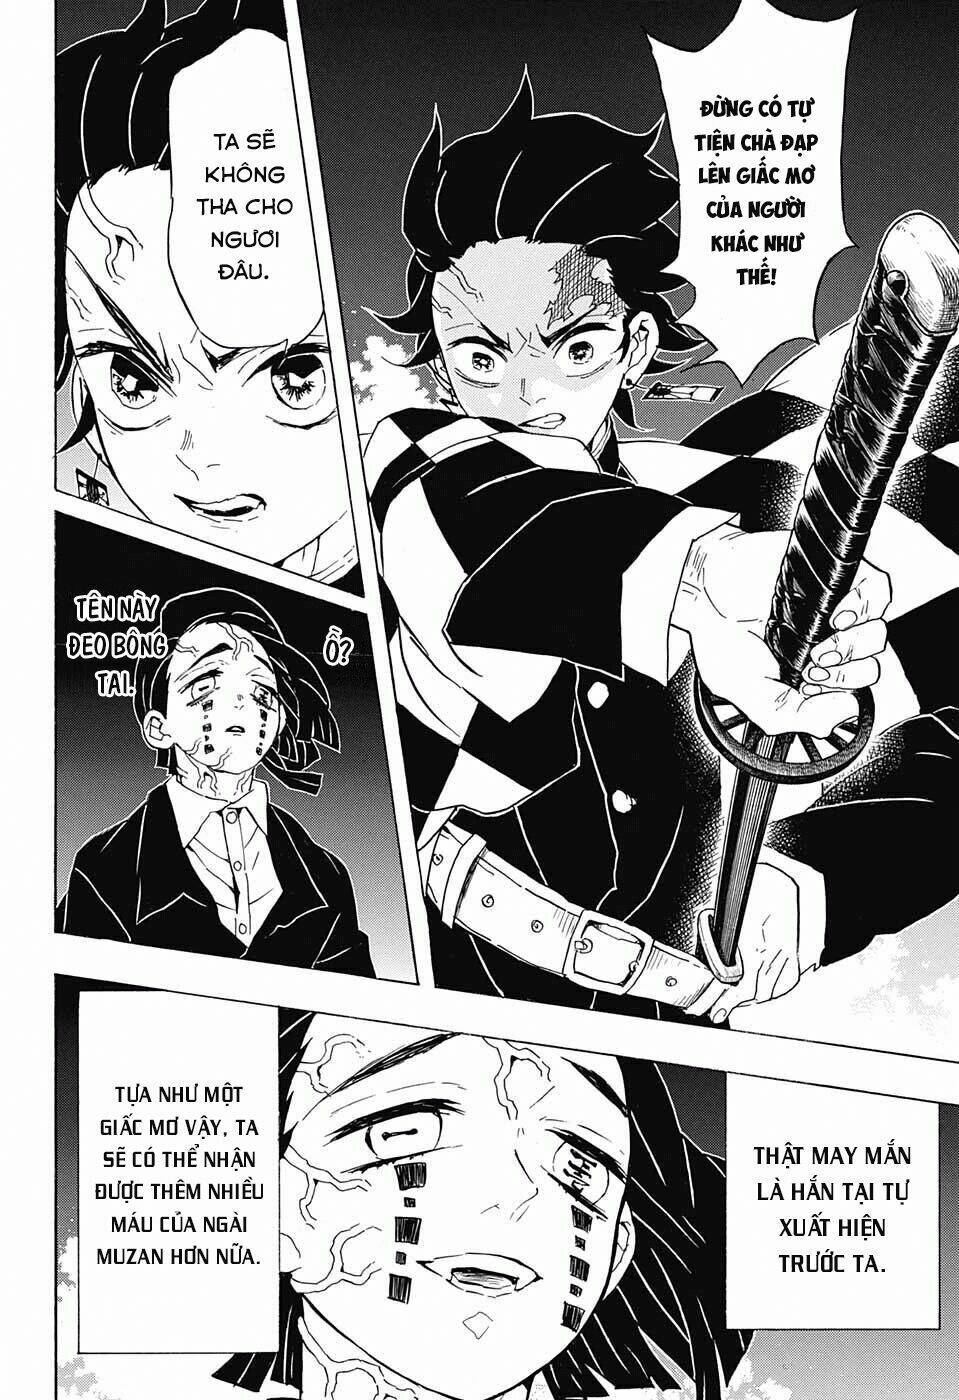 ĐỪNG CÓ TỰ
TIỆN CHÀ ĐẠP
LÊN GIẤC MƠ
CỦA NGƯỜI
KHÁC NHƯ
THẾ!
TA SẼ
KHÔNG
THA CHO
NGƯƠI
ĐÂU.
Ồ?
TÊN NÀY
ĐEO BÔNG
TAI.
THẬT MAY MẮN
LÀ HẮN TẠI TỰ
XUẤT HIỆN
TRƯỚC TA.
TỰA NHƯ MỘT
GIẤC MƠ VẬY, TA
SẼ CÓ THỂ NHẬN
ĐƯỢC THÊM NHIỀU
MÁU CỦA NGÀI
MUZAN HƠN NỮA.